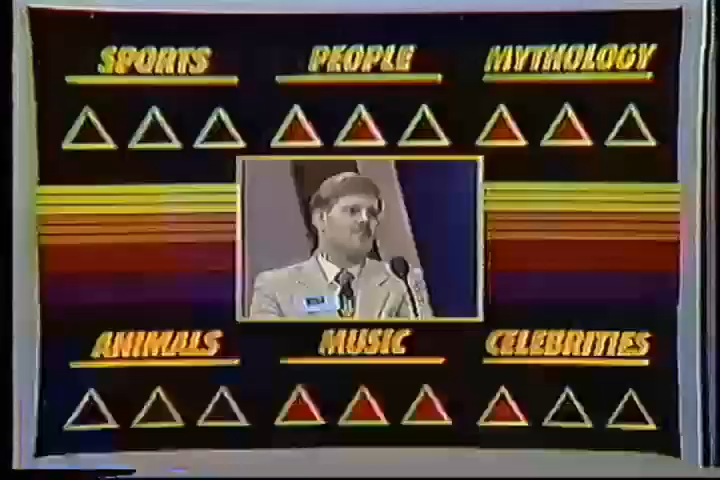 SPORTS
PEOPLE
MYTHOLOGY
ANIMALS
MUSIC
CELEBRITIES